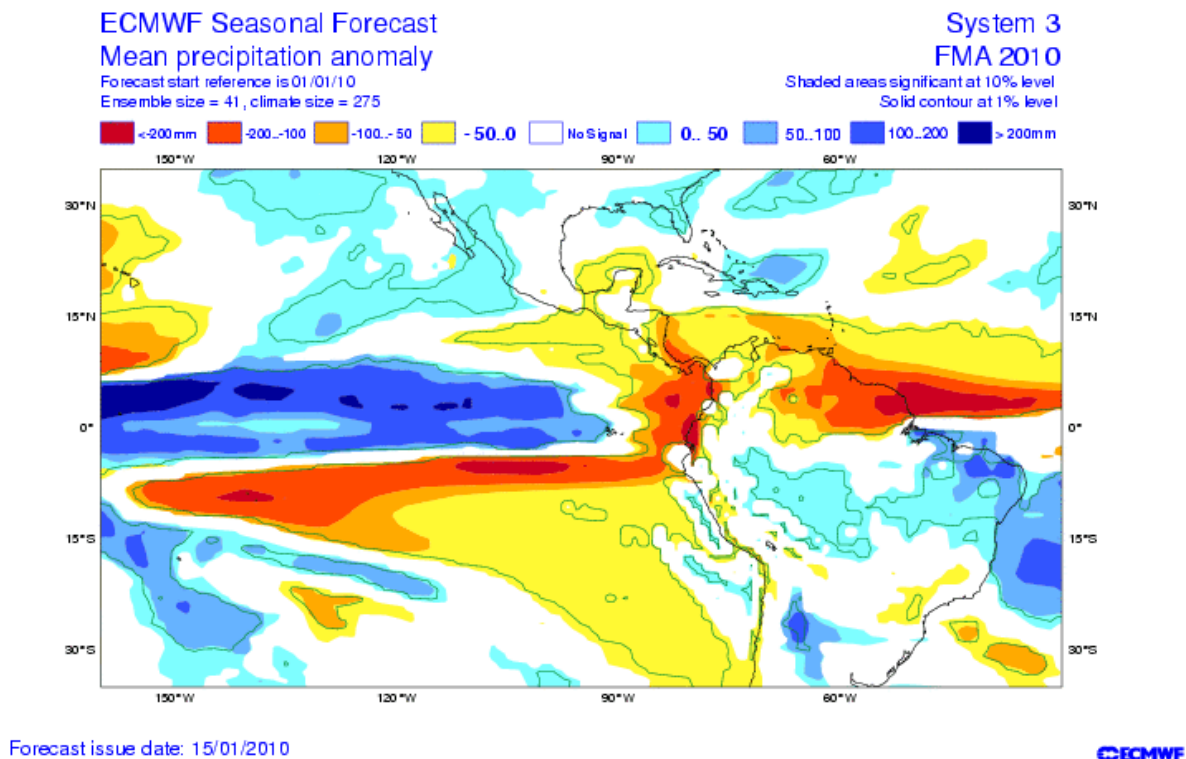 ECMWF Seasonal Forecast
System 3
Mean precipitation anomaly
FMA 2010
Forecast start reference is 01/01/10
Shaded areas significant at 10% level
Ensemble size = 41, climate size = 275
Solid contour at 1% level
<-200mm -200..-100 -100..-50 -50..0 No Signal 0..50 50..100 100..200 > 200mm
150°W 120°W 90°W 60°W
30°N 30°N
15°N 15°N
0° 0°
15°S 15°S
30°S 30°S
150°W 120°W 90°W 60°W
Forecast issue date: 15/01/2010
ECMWF